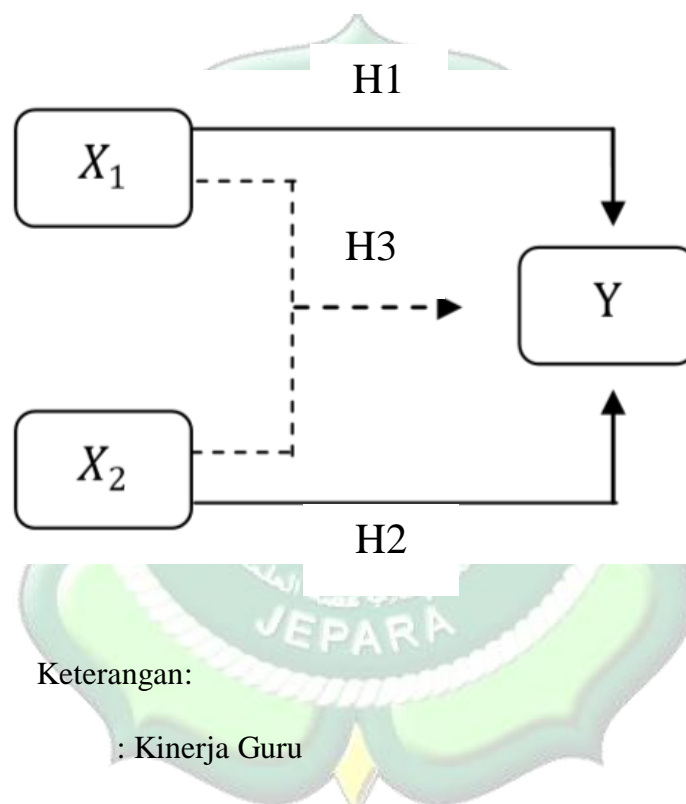 H1
X₁
H3
Y
X₂
H2
JEPARA
Keterangan:
: Kinerja Guru